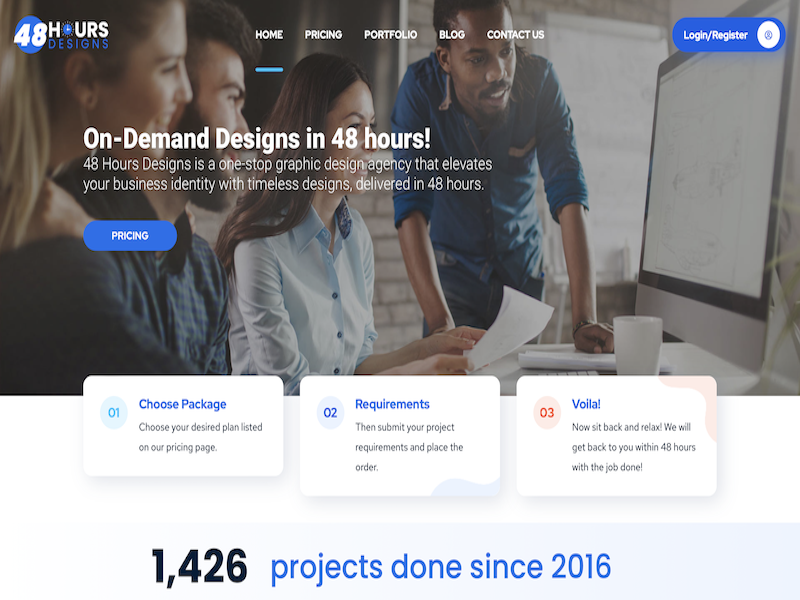 48 HOURS
DESIGNS
HOME PRICING PORTFOLIO BLOG CONTACT US
Login/Register
On-Demand Designs in 48 hours!
48 Hours Designs is a one-stop graphic design agency that elevates
your business identity with timeless designs, delivered in 48 hours.
PRICING
01 Choose Package
Choose your desired plan listed
on our pricing page.
02 Requirements
Then submit your project
requirements and place the
order.
03 Voila!
Now sit back and relax! We will
get back to you within 48 hours
with the job done!
1,426 projects done since 2016